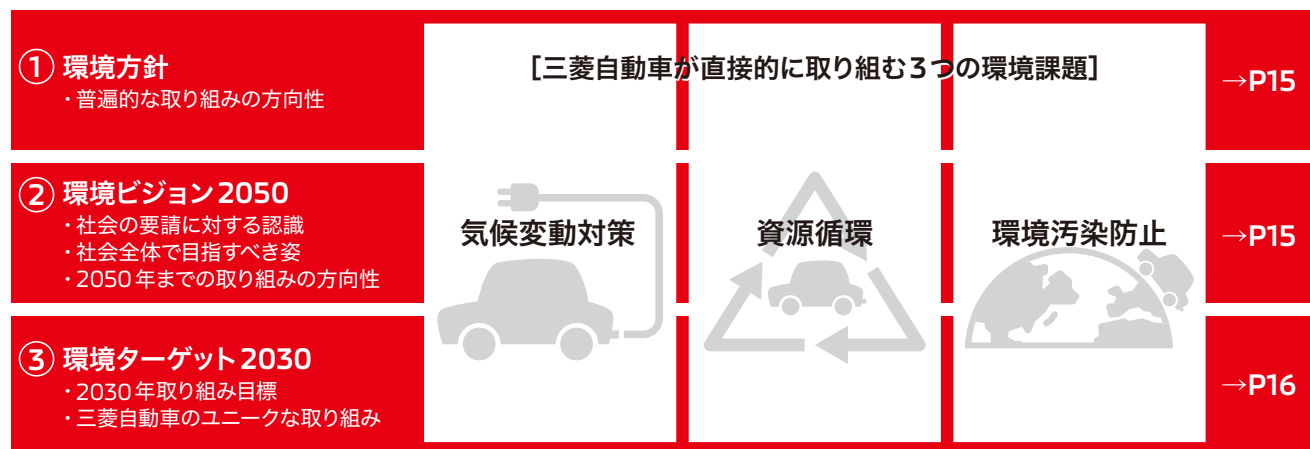 ① 環境方針
・普遍的な取り組みの方向性
[三菱自動車が直接的に取り組む3つの環境課題]
→P15
② 環境ビジョン2050
・社会の要請に対する認識
・社会全体で目指すべき姿
・2050年までの取り組みの方向性
気候変動対策
資源循環
環境汚染防止
→P15
③ 環境ターゲット2030
・2030年取り組み目標
・三菱自動車のユニークな取り組み
→P16